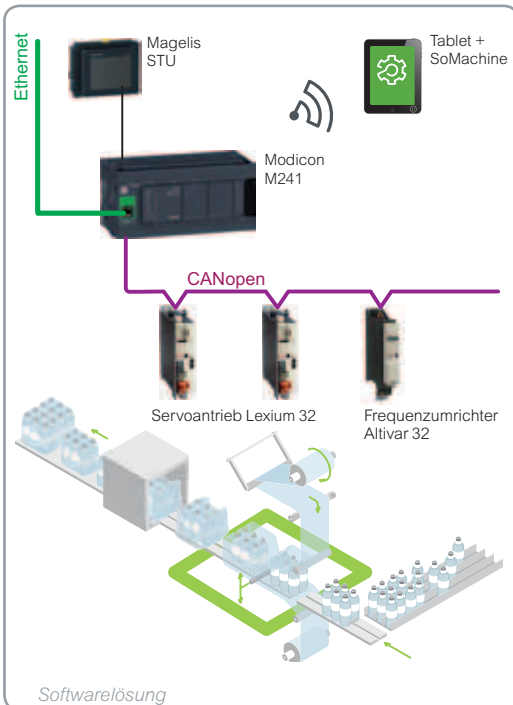 Ethernet
Magelis
STU
Tablet +
SoMachine
Modicon
M241
CANopen
Servoantrieb Lexium 32
Frequenzumrichter
Altivar 32
Softwarelösung